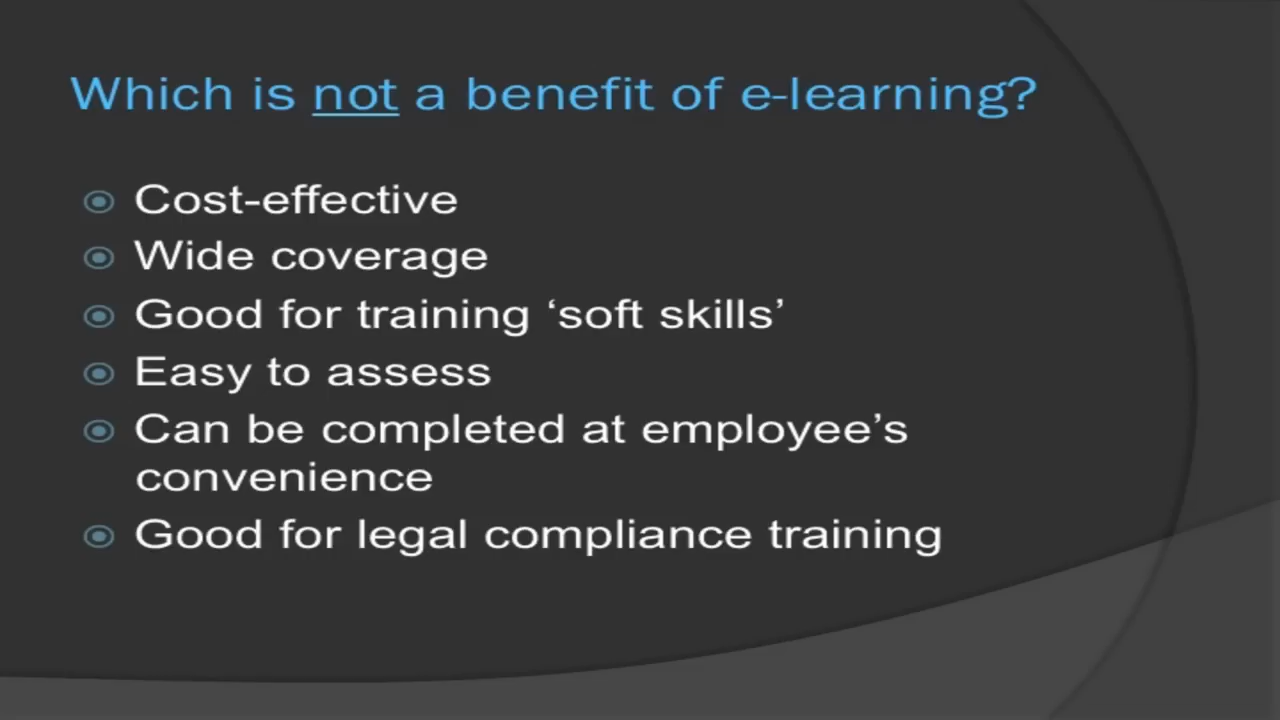 Which is not a benefit of e-learning?
Cost-effective
Wide coverage
Good for training ‘soft skills’
Easy to assess
Can be completed at employee’s
convenience
Good for legal compliance training